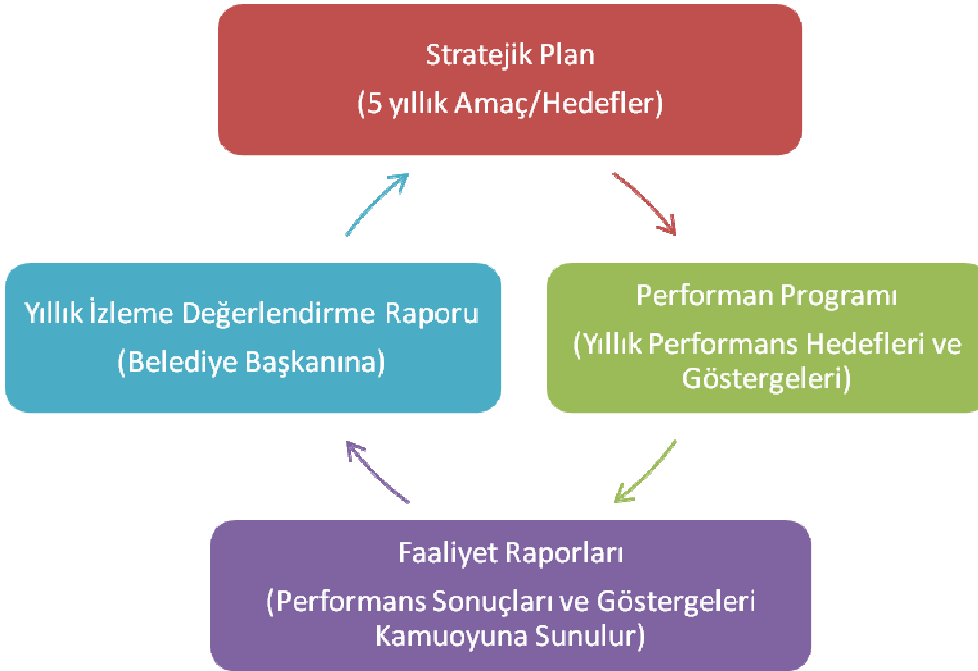 Stratejik Plan
(5 yıllık Amaç/Hedefler)
Yıllık İzleme Değerlendirme Raporu
(Belediye Başkanına)
Performan Programı
(Yıllık Performans Hedefleri ve
Göstergeleri)
Faaliyet Raporları
(Performans Sonuçları ve Göstergeleri
Kamuoyuna Sunulur)